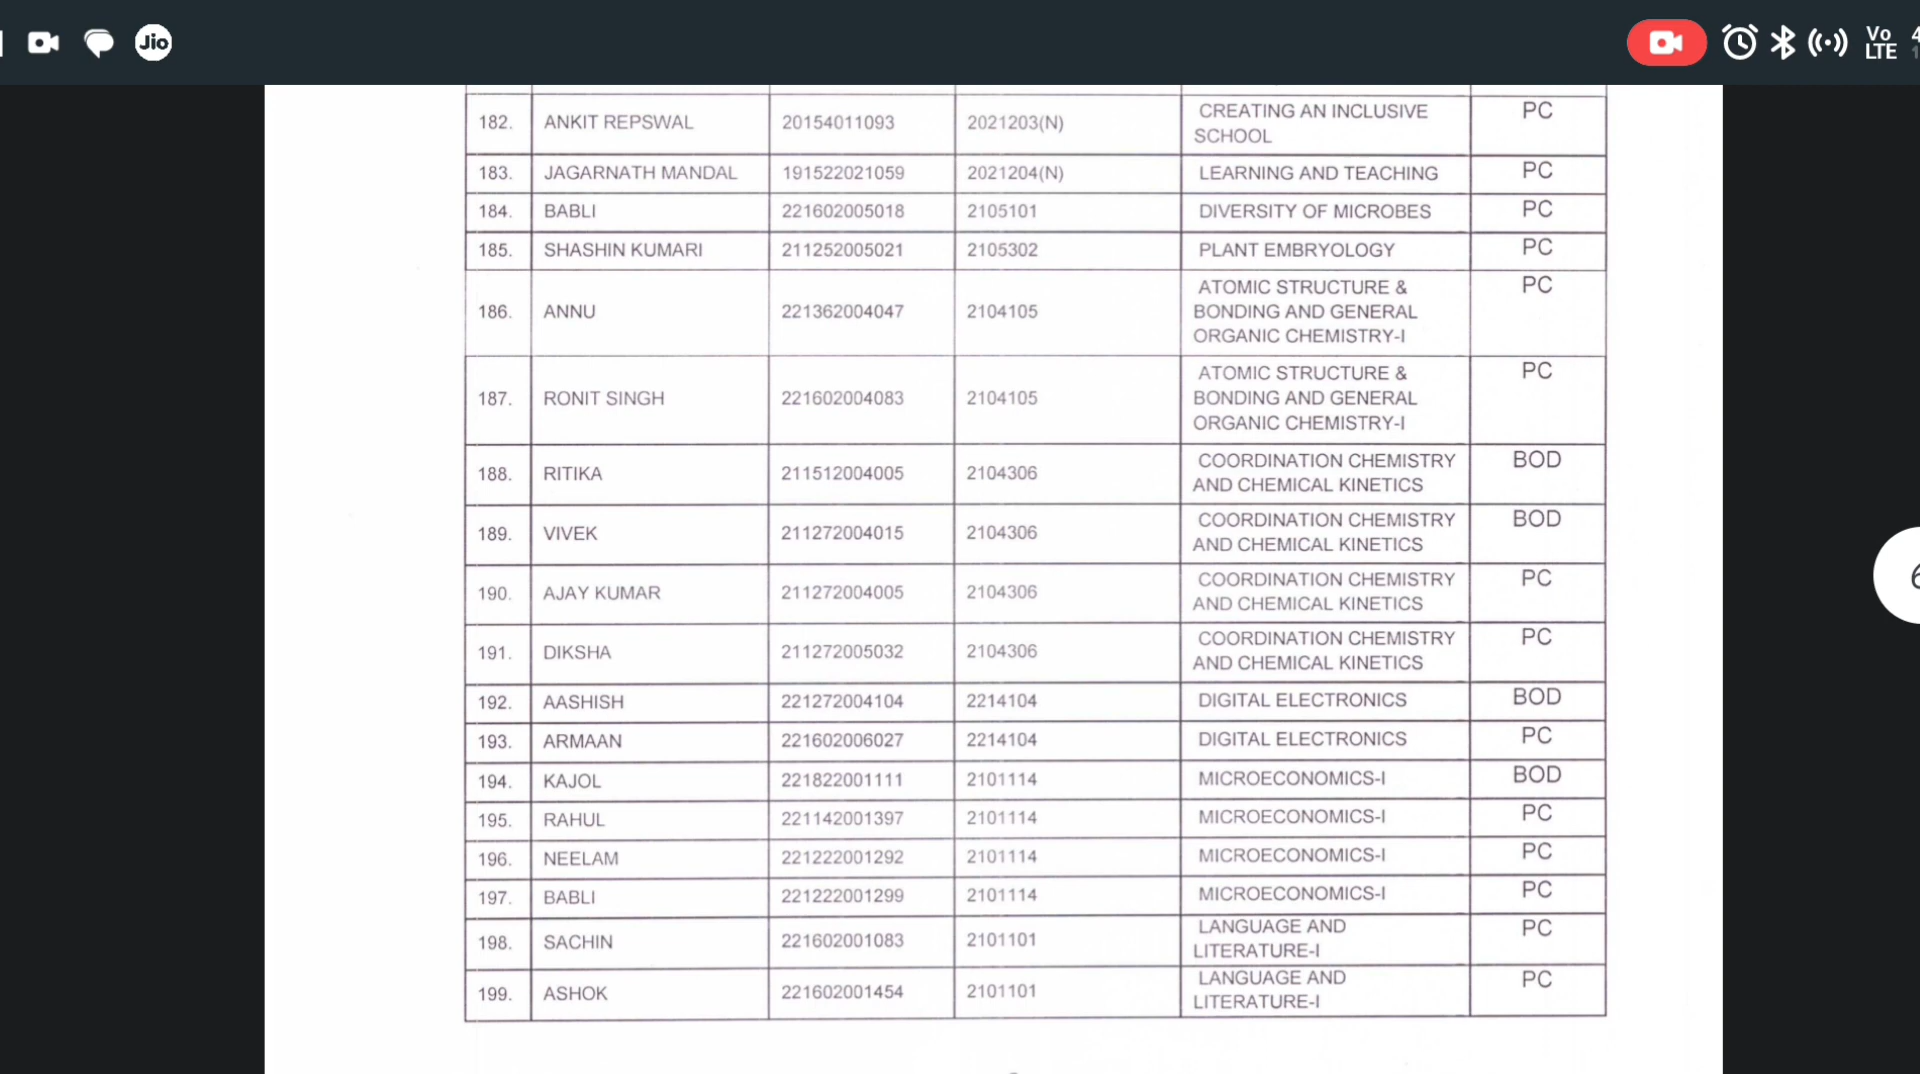 Jio
Vo
LTE
182. ANKIT REPSWAL 20154011093 2021203(N) CREATING AN INCLUSIVE SCHOOL PC
183. JAGARNATH MANDAL 191522021059 2021204(N) LEARNING AND TEACHING PC
184. BABLI 221602005018 2105101 DIVERSITY OF MICROBES PC
185. SHASHIN KUMARI 211252005021 2105302 PLANT EMBRYOLOGY PC
186. ANNU 221362004047 2104105 ATOMIC STRUCTURE & BONDING AND GENERAL ORGANIC CHEMISTRY-I PC
187. RONIT SINGH 221602004083 2104105 ATOMIC STRUCTURE & BONDING AND GENERAL ORGANIC CHEMISTRY-I PC
188. RITIKA 211512004005 2104306 COORDINATION CHEMISTRY AND CHEMICAL KINETICS BOD
189. VIVEK 211272004015 2104306 COORDINATION CHEMISTRY AND CHEMICAL KINETICS BOD
190. AJAY KUMAR 211272004005 2104306 COORDINATION CHEMISTRY AND CHEMICAL KINETICS PC
191. DIKSHA 211272005032 2104306 COORDINATION CHEMISTRY AND CHEMICAL KINETICS PC
192. AASHISH 221272004104 2214104 DIGITAL ELECTRONICS BOD
193. ARMAAN 221602006027 2214104 DIGITAL ELECTRONICS PC
194. KAJOL 221822001111 2101114 MICROECONOMICS-I BOD
195. RAHUL 221142001397 2101114 MICROECONOMICS-I PC
196. NEELAM 221222001292 2101114 MICROECONOMICS-I PC
197. BABLI 221222001299 2101114 MICROECONOMICS-I PC
198. SACHIN 221602001083 2101101 LANGUAGE AND LITERATURE-I PC
199. ASHOK 221602001454 2101101 LANGUAGE AND LITERATURE-I PC